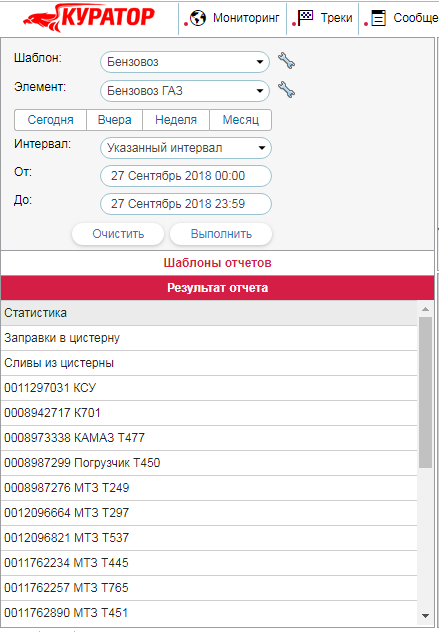 КУРАТОР
Мониторинг
Треки
Сообще
Шаблон: Бензовоз
Элемент: Бензовоз ГАЗ
Сегодня Вчера Неделя Месяц
Интервал: Указанный интервал
От: 27 Сентябрь 2018 00:00
До: 27 Сентябрь 2018 23:59
Очистить Выполнить
Шаблоны отчетов
Результат отчета
Статистика
Заправки в цистерну
Сливы из цистерны
0011297031 КСУ
0008942717 К701
0008973338 КАМАЗ Т477
0008987299 Погрузчик Т450
0008987276 МТЗ Т249
0012096664 МТЗ Т297
0012096821 МТЗ Т537
0011762234 МТЗ Т445
0011762257 МТЗ Т765
0011762890 МТЗ Т451